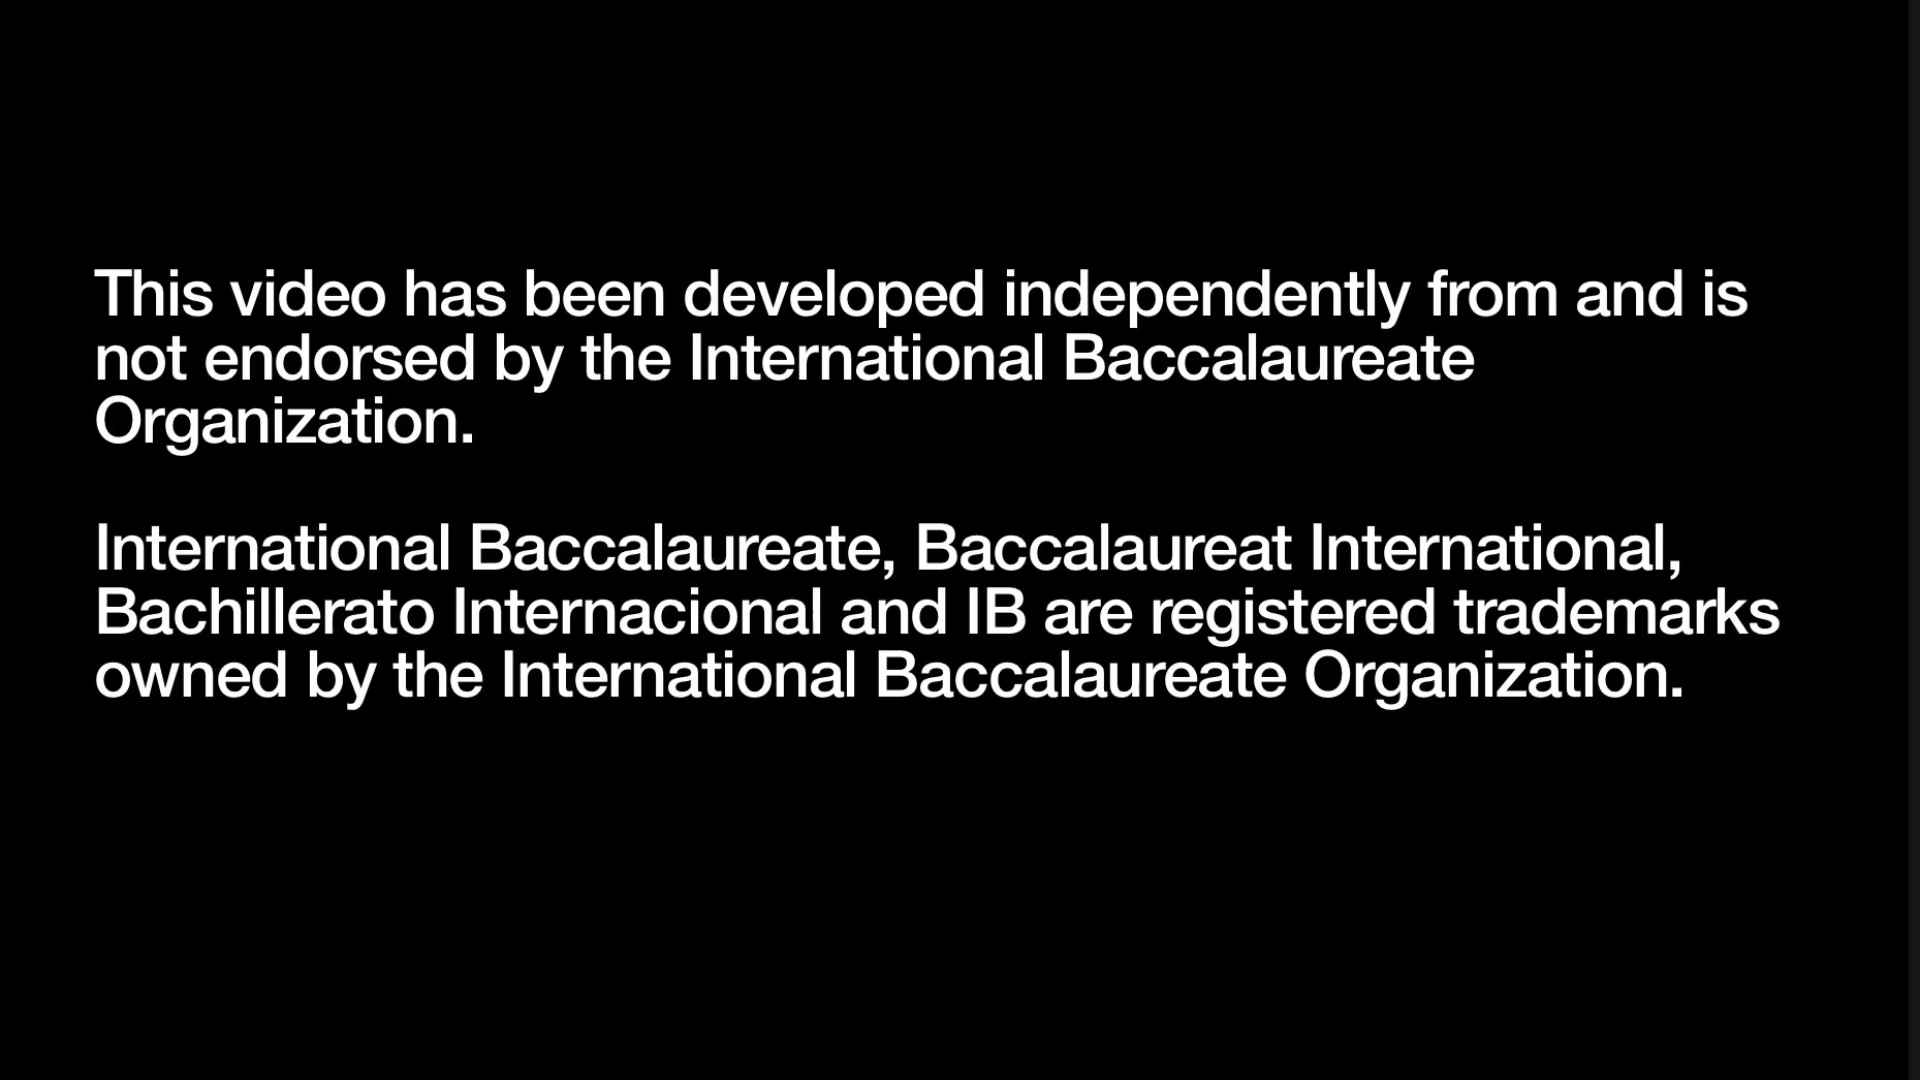 This video has been developed independently from and is
not endorsed by the International Baccalaureate
Organization.
International Baccalaureate, Baccalaureat International,
Bachillerato Internacional and IB are registered trademarks
owned by the International Baccalaureate Organization.